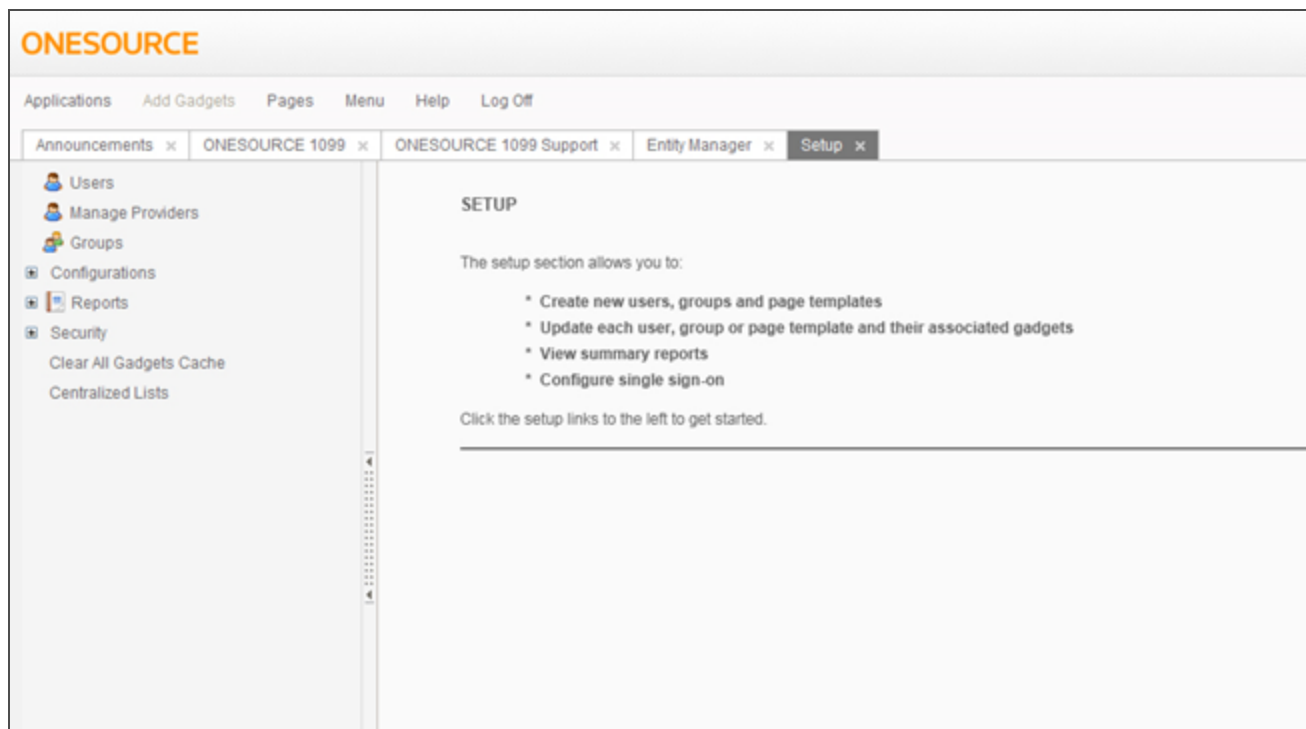 ONESOURCE
Applications Add Gadgets Pages Menu Help Log Off
Announcements × ONESOURCE 1099 × ONESOURCE 1099 Support × Entity Manager × Setup ×
Users
Manage Providers
Groups
Configurations
Reports
Security
Clear All Gadgets Cache
Centralized Lists
SETUP
The setup section allows you to:
* Create new users, groups and page templates
* Update each user, group or page template and their associated gadgets
* View summary reports
* Configure single sign-on
Click the setup links to the left to get started.